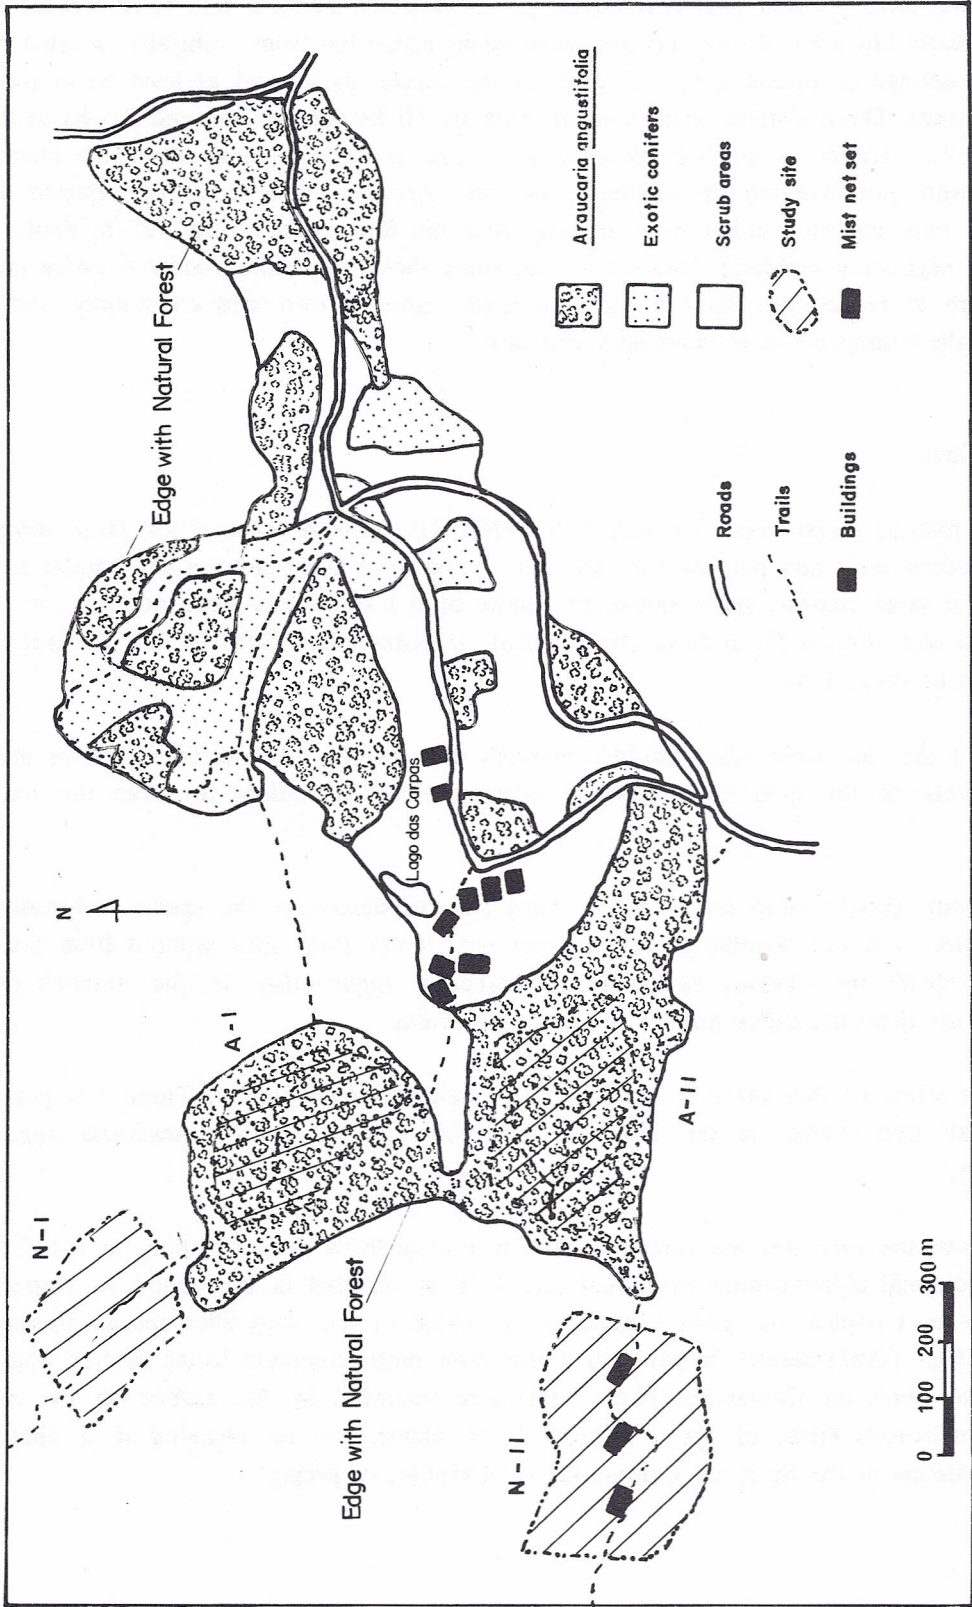 Edge with Natural Forest
Edge with Natural Forest
N
Lago das Carpas
A-I
N-I
A-II
N-II
0 100 200 300 m
Roads
Trails
Buildings
Araucaria angustifolia
Exotic conifers
Scrub areas
Study site
Mist net set